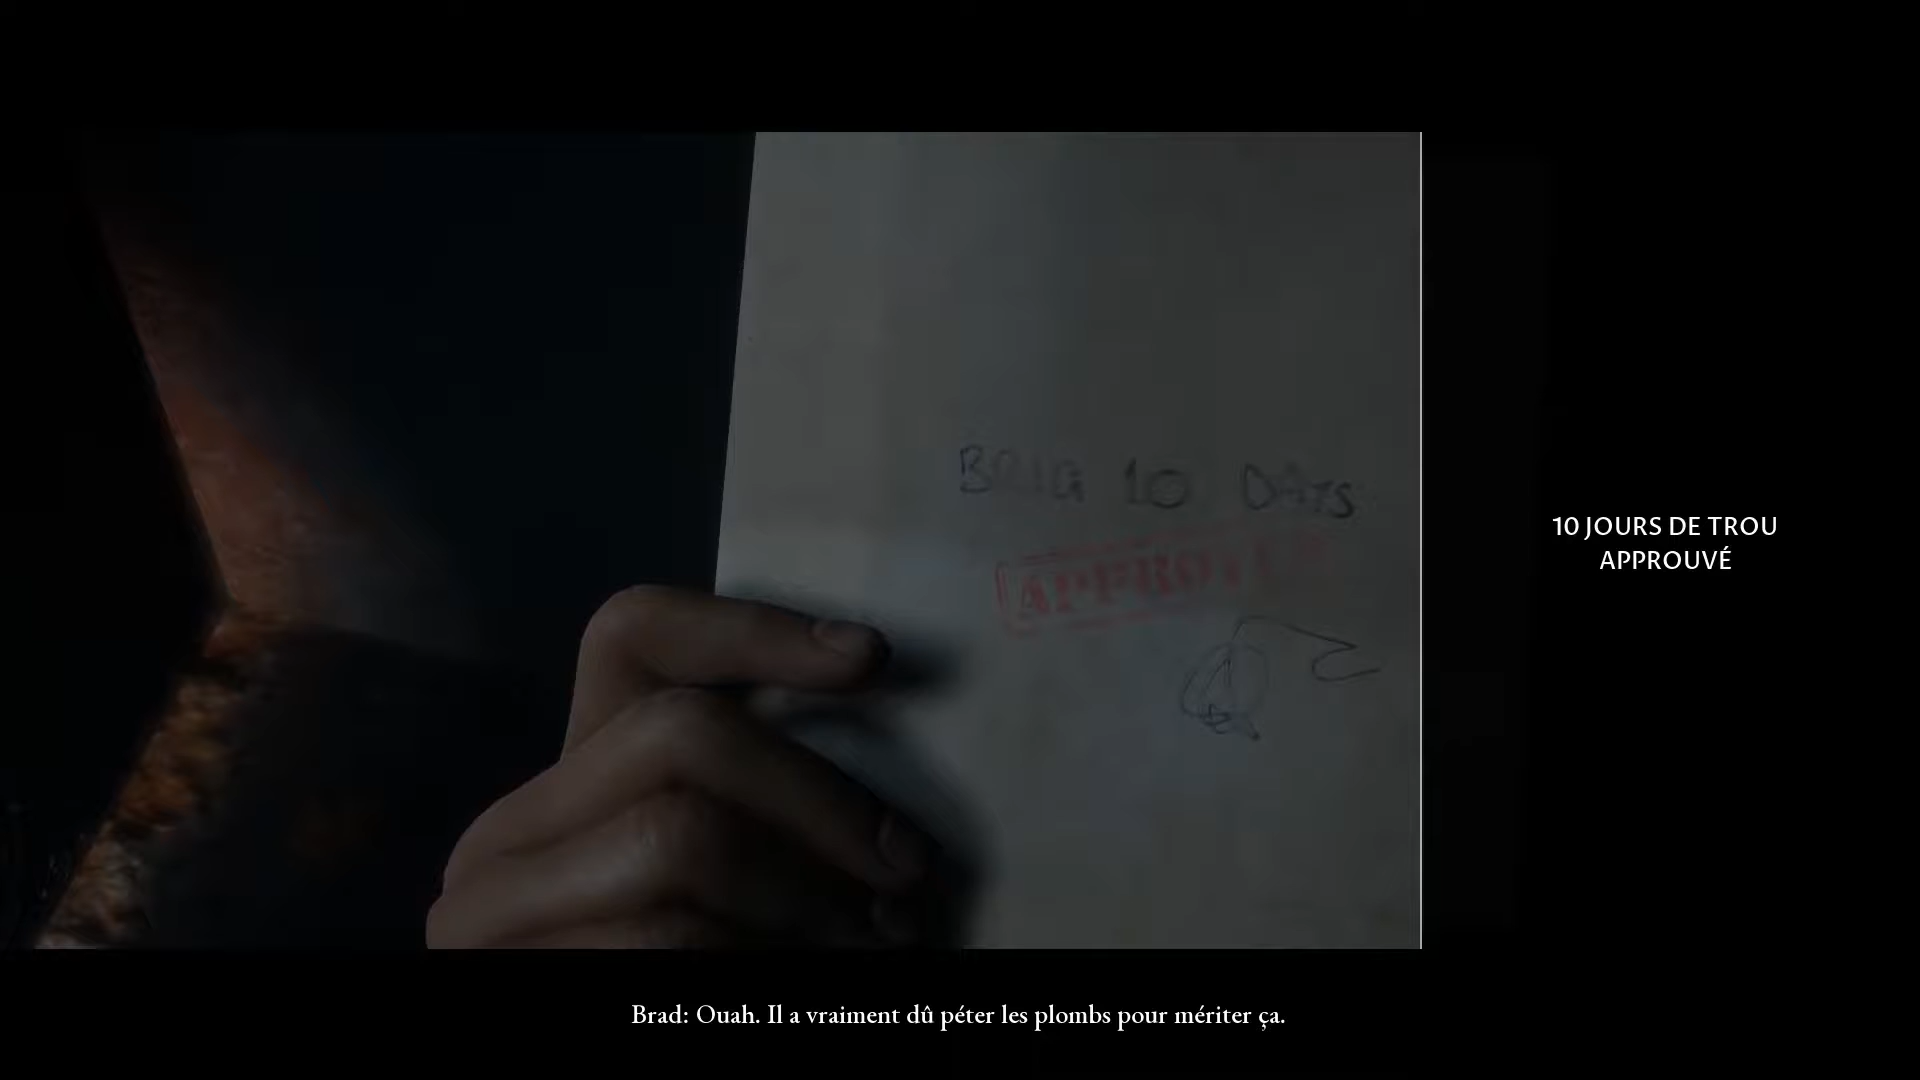 BRIG 10 DAYS
APPROVED
10 JOURS DE TROU
APPROUVÉ
Brad: Ouah. Il a vraiment dû péter les plombs pour mériter ça.